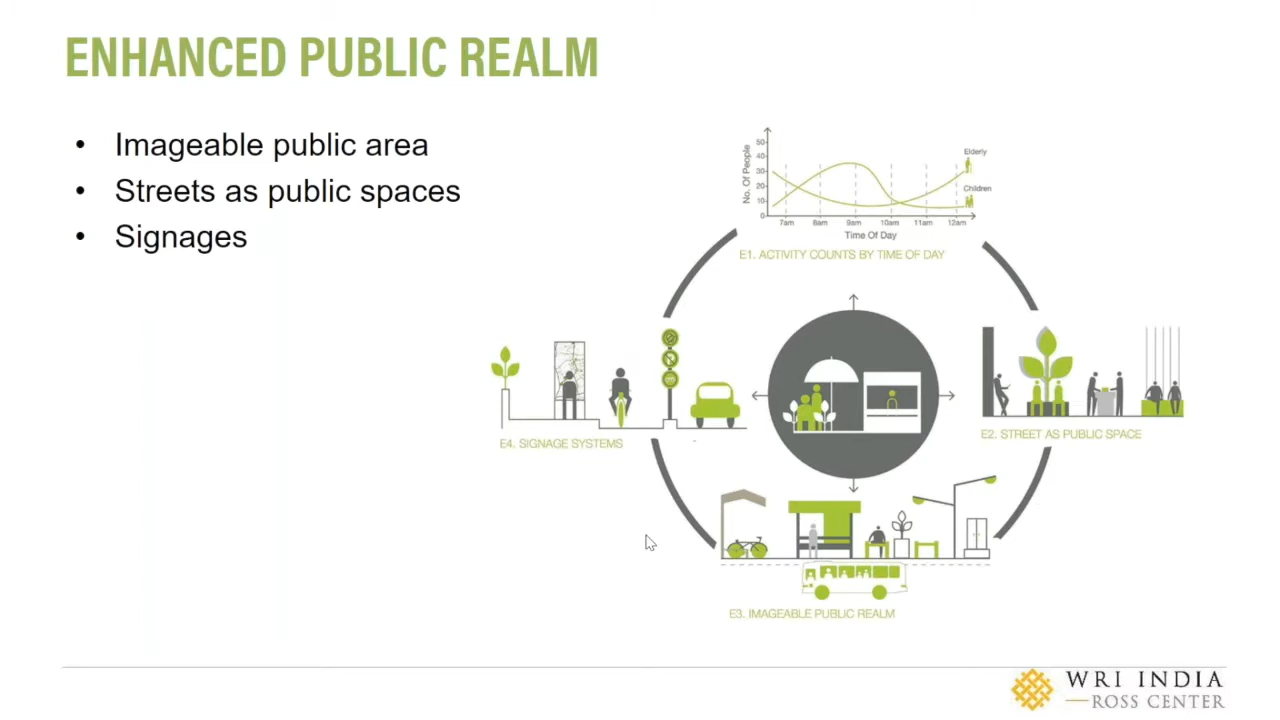 ENHANCED PUBLIC REALM
• Imageable public area
• Streets as public spaces
• Signages
No. Of People
50
40
30
20
10
0
Elderly
Children
7am 8am 9am 10am 11am 12am
Time Of Day
E1. ACTIVITY COUNTS BY TIME OF DAY
E4. SIGNAGE SYSTEMS
E2. STREET AS PUBLIC SPACE
E3. IMAGEABLE PUBLIC REALM
WRI INDIA
ROSS CENTER